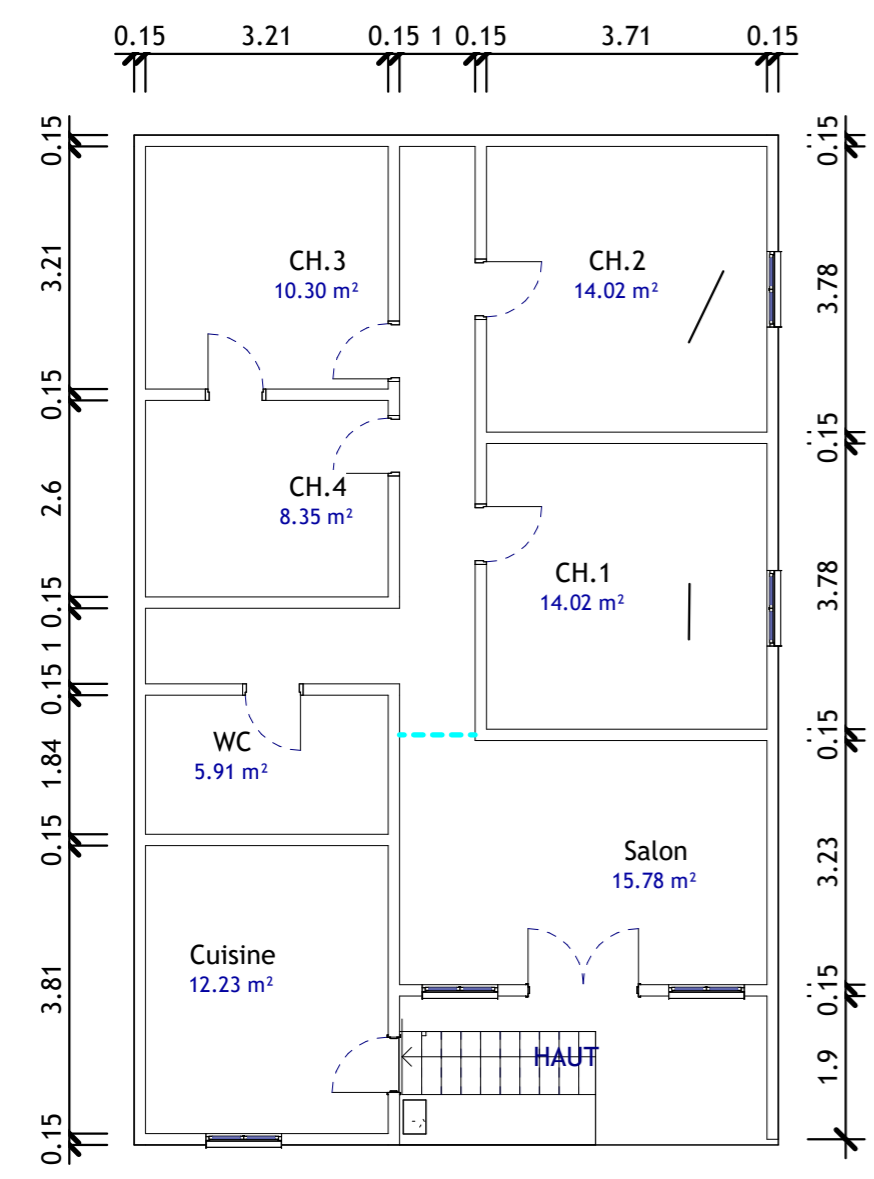 0.15 3.21 0.15 1 0.15 3.71 0.15
0.15
3.21
0.15
2.6
0.15
1
0.15
1.84
0.15
3.81
0.15
CH.3
10.30 m²
CH.2
14.02 m²
CH.4
8.35 m²
CH.1
14.02 m²
WC
5.91 m²
Salon
15.78 m²
Cuisine
12.23 m²
HAUT
0.15
3.78
0.15
3.78
0.15
3.23
0.15
1.9